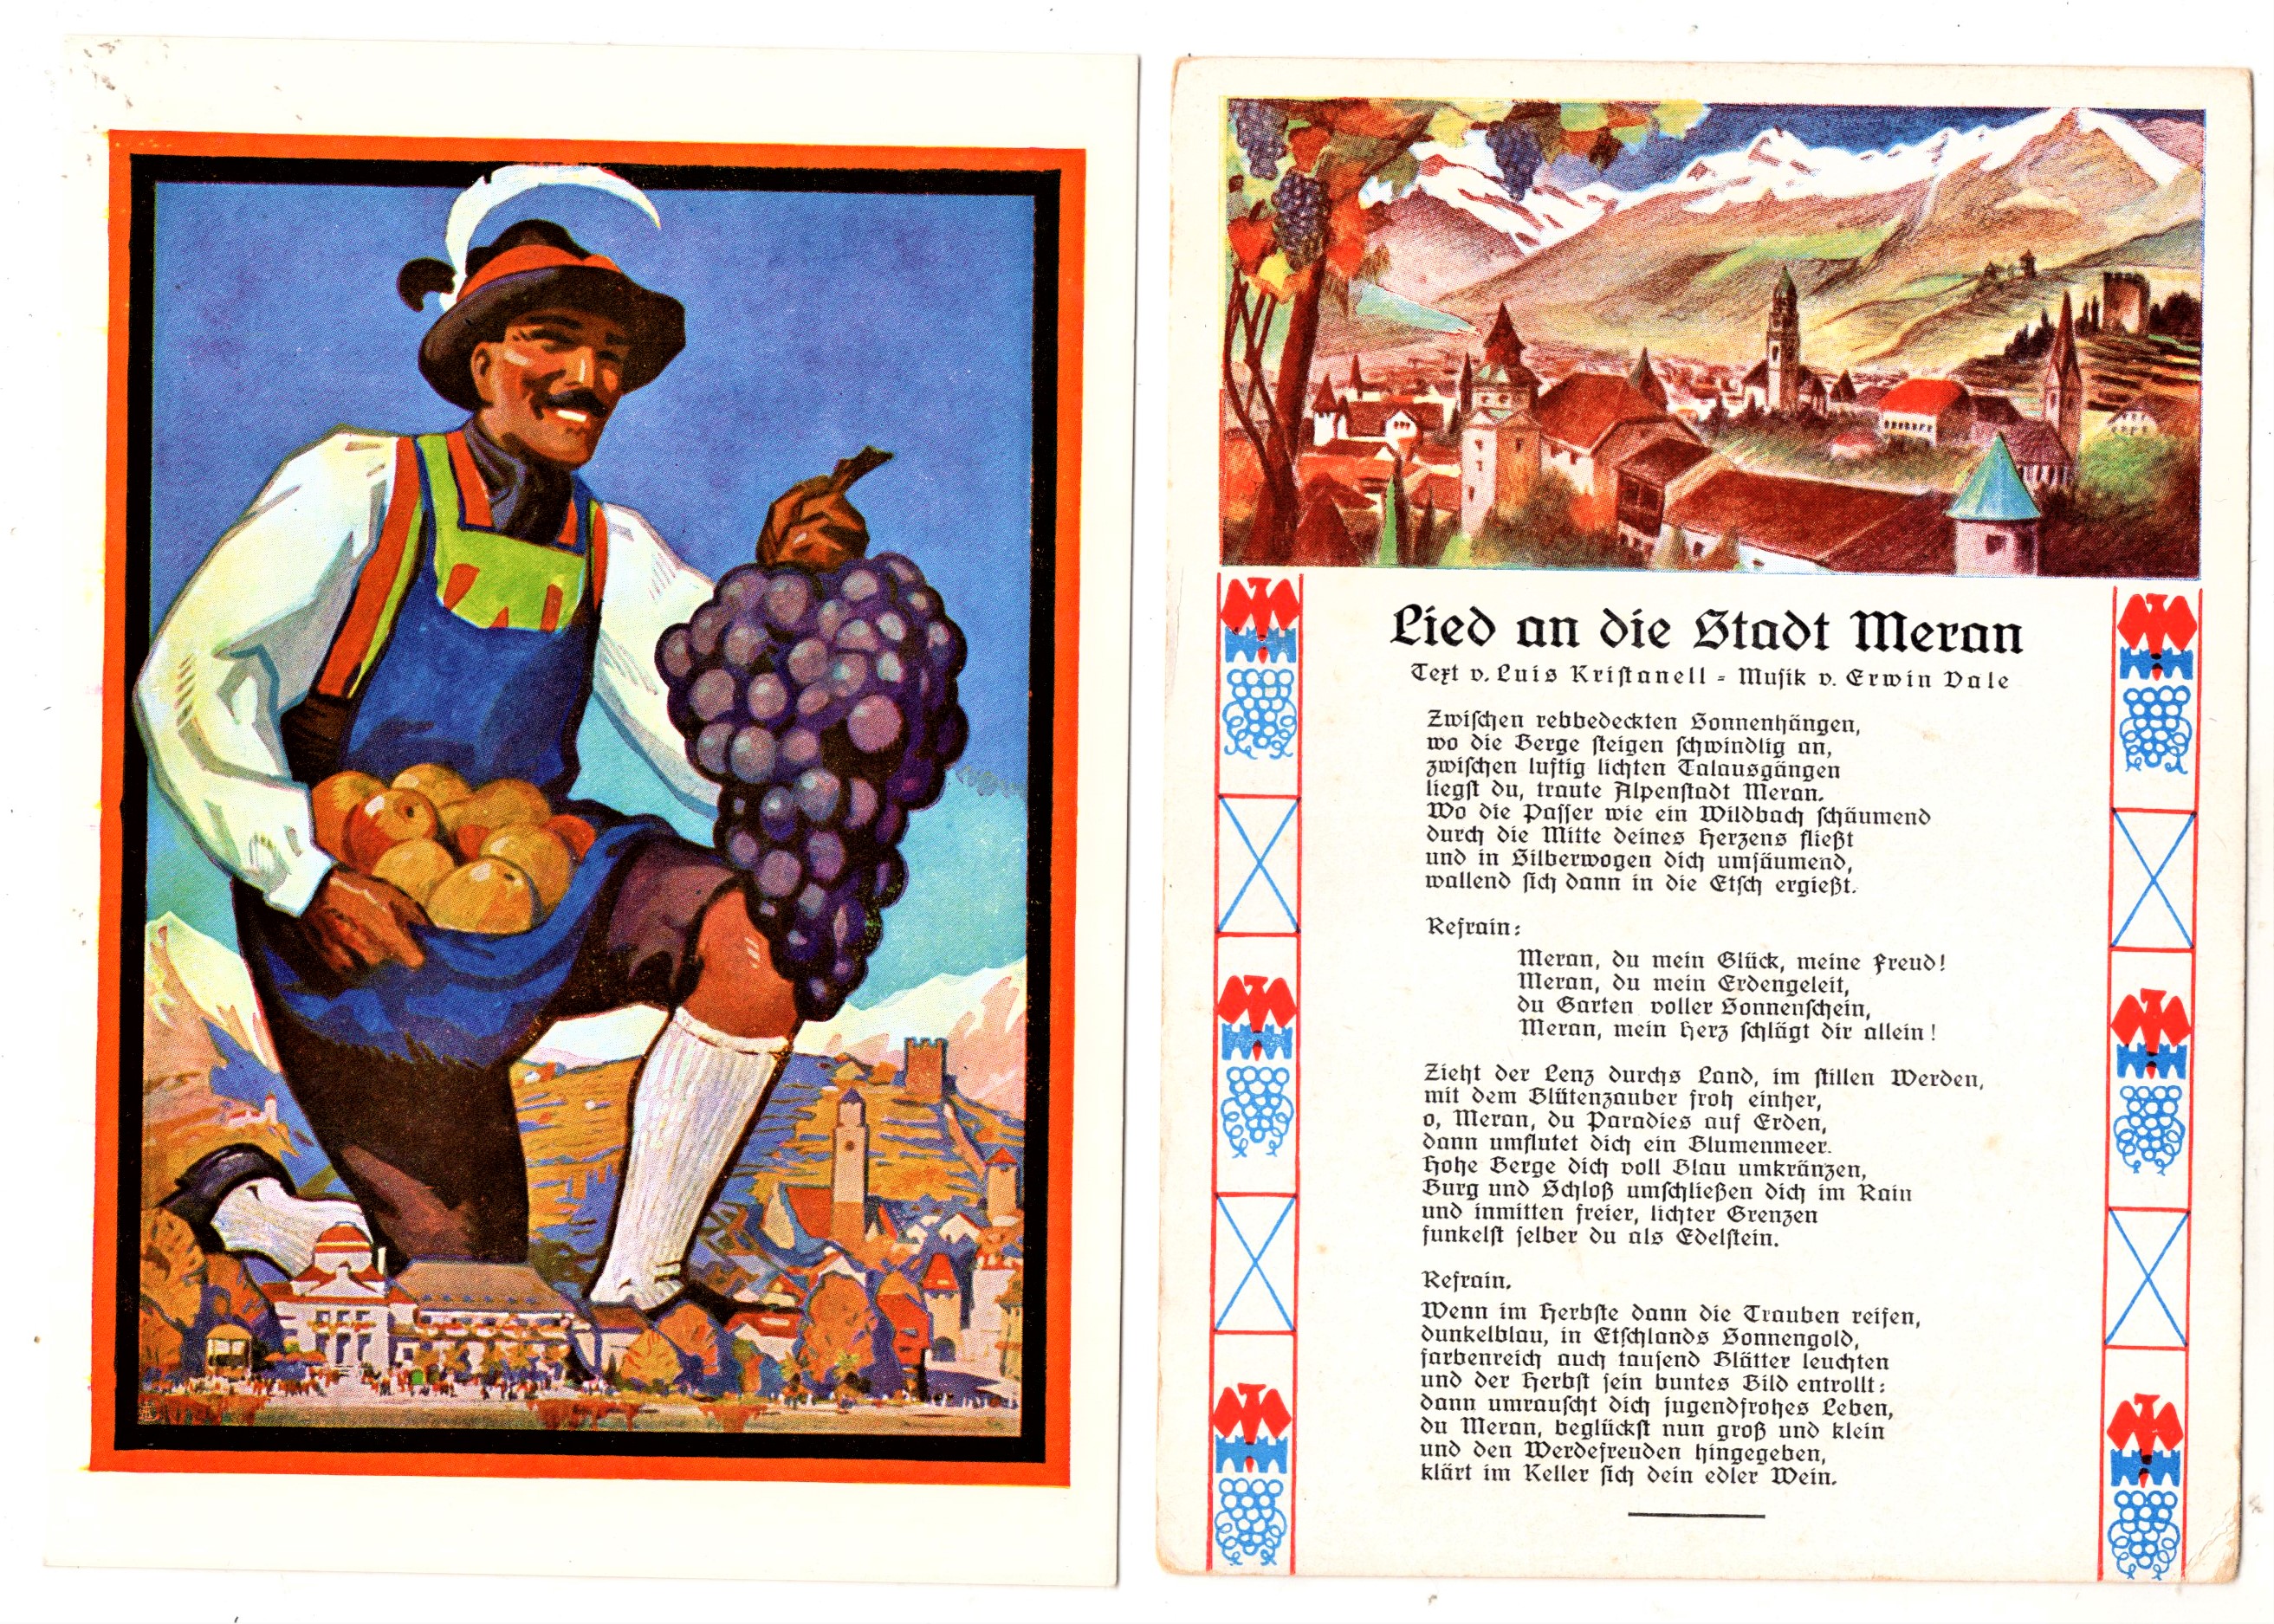 Lied an die Stadt Meran
Text v. Luis Kristanell - Musik v. Erwin Dale
Zwischen rebbedeckten Sonnenhängen,
wo die Berge steigen schwindlig an,
zwischen luftig lichten Talausgängen
liegst du, traute Alpenstadt Meran.
Wo die Passer wie ein Wildbach schäumend
durch die Mitte deines Herzens fließt
und in Silberwogen dich umsäumend,
wallend sich dann in die Etsch ergießt.
Refrain:
Meran, du mein Glück, meine Freud!
Meran, du mein Erdengeleit,
du Garten voller Sonnenschein,
Meran, mein Herz schlägt dir allein!
Zieht der Lenz durchs Land, im stillen Werden,
mit dem Blütenzauber froh einher,
o, Meran, du Paradies auf Erden,
dann umflutet dich ein Blumenmeer.
Hohe Berge dich voll Blau umkränzen,
Burg und Schloß umschließen dich im Rain
und inmitten freier, lichter Grenzen
funkelst selber du als Edelstein.
Refrain.
Wenn im Herbste dann die Trauben reifen,
dunkelblau, in Etschlands Sonnengold,
farbenreich auch tausend Blätter leuchten
und der Herbst sein buntes Bild entrollt:
dann umrauscht dich jugendfrohes Leben,
du Meran, beglückst nun groß und klein
und den Werdefreuden hingegeben,
klärt im Keller sich dein edler Wein.